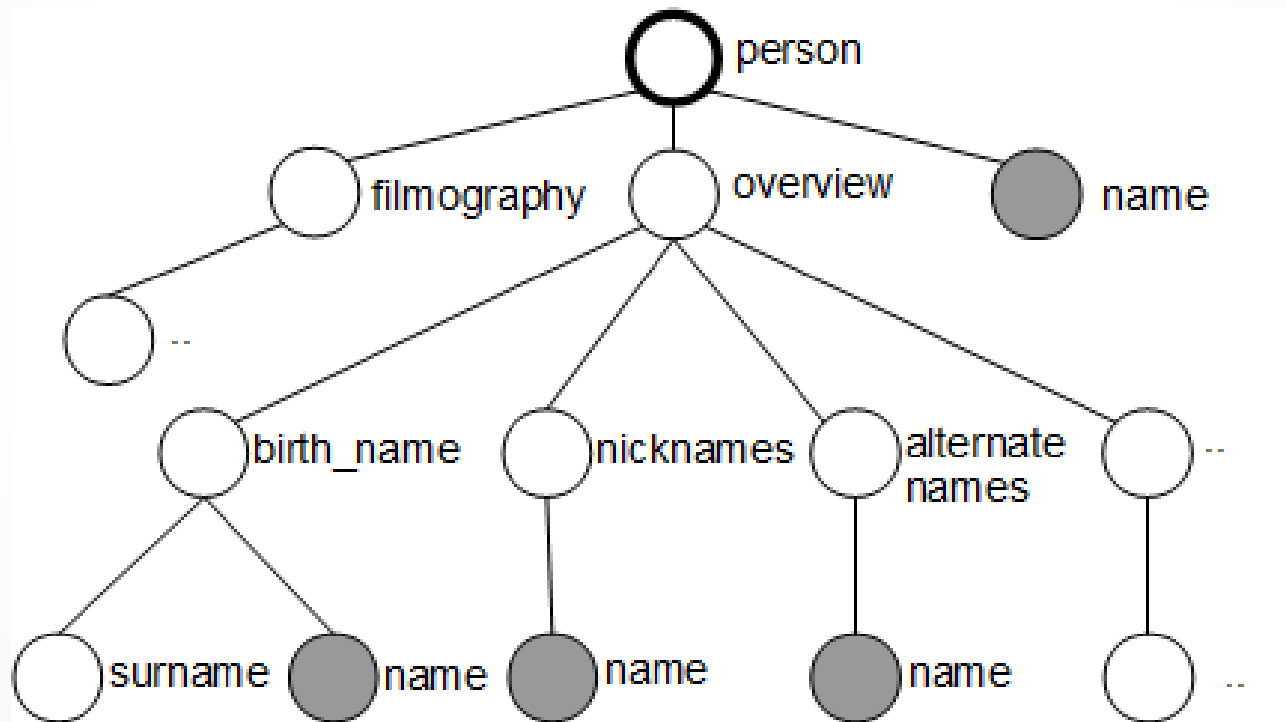 person
filmography
overview
name
..
birth_name
nicknames
alternate
names
..
surname
name
name
name
..